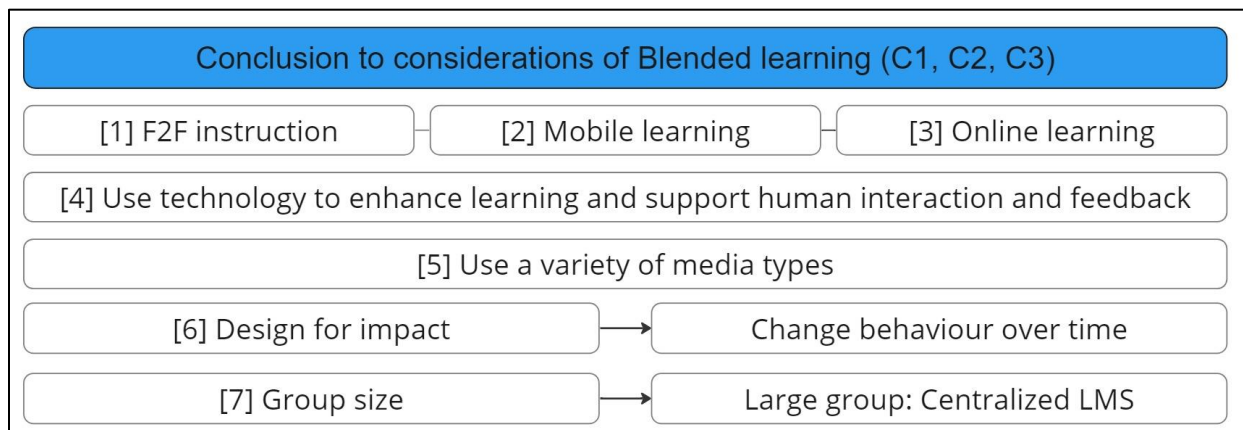 Conclusion to considerations of Blended learning (C1, C2, C3)
[1] F2F instruction
[2] Mobile learning
[3] Online learning
[4] Use technology to enhance learning and support human interaction and feedback
[5] Use a variety of media types
[6] Design for impact
Change behaviour over time
[7] Group size
Large group: Centralized LMS